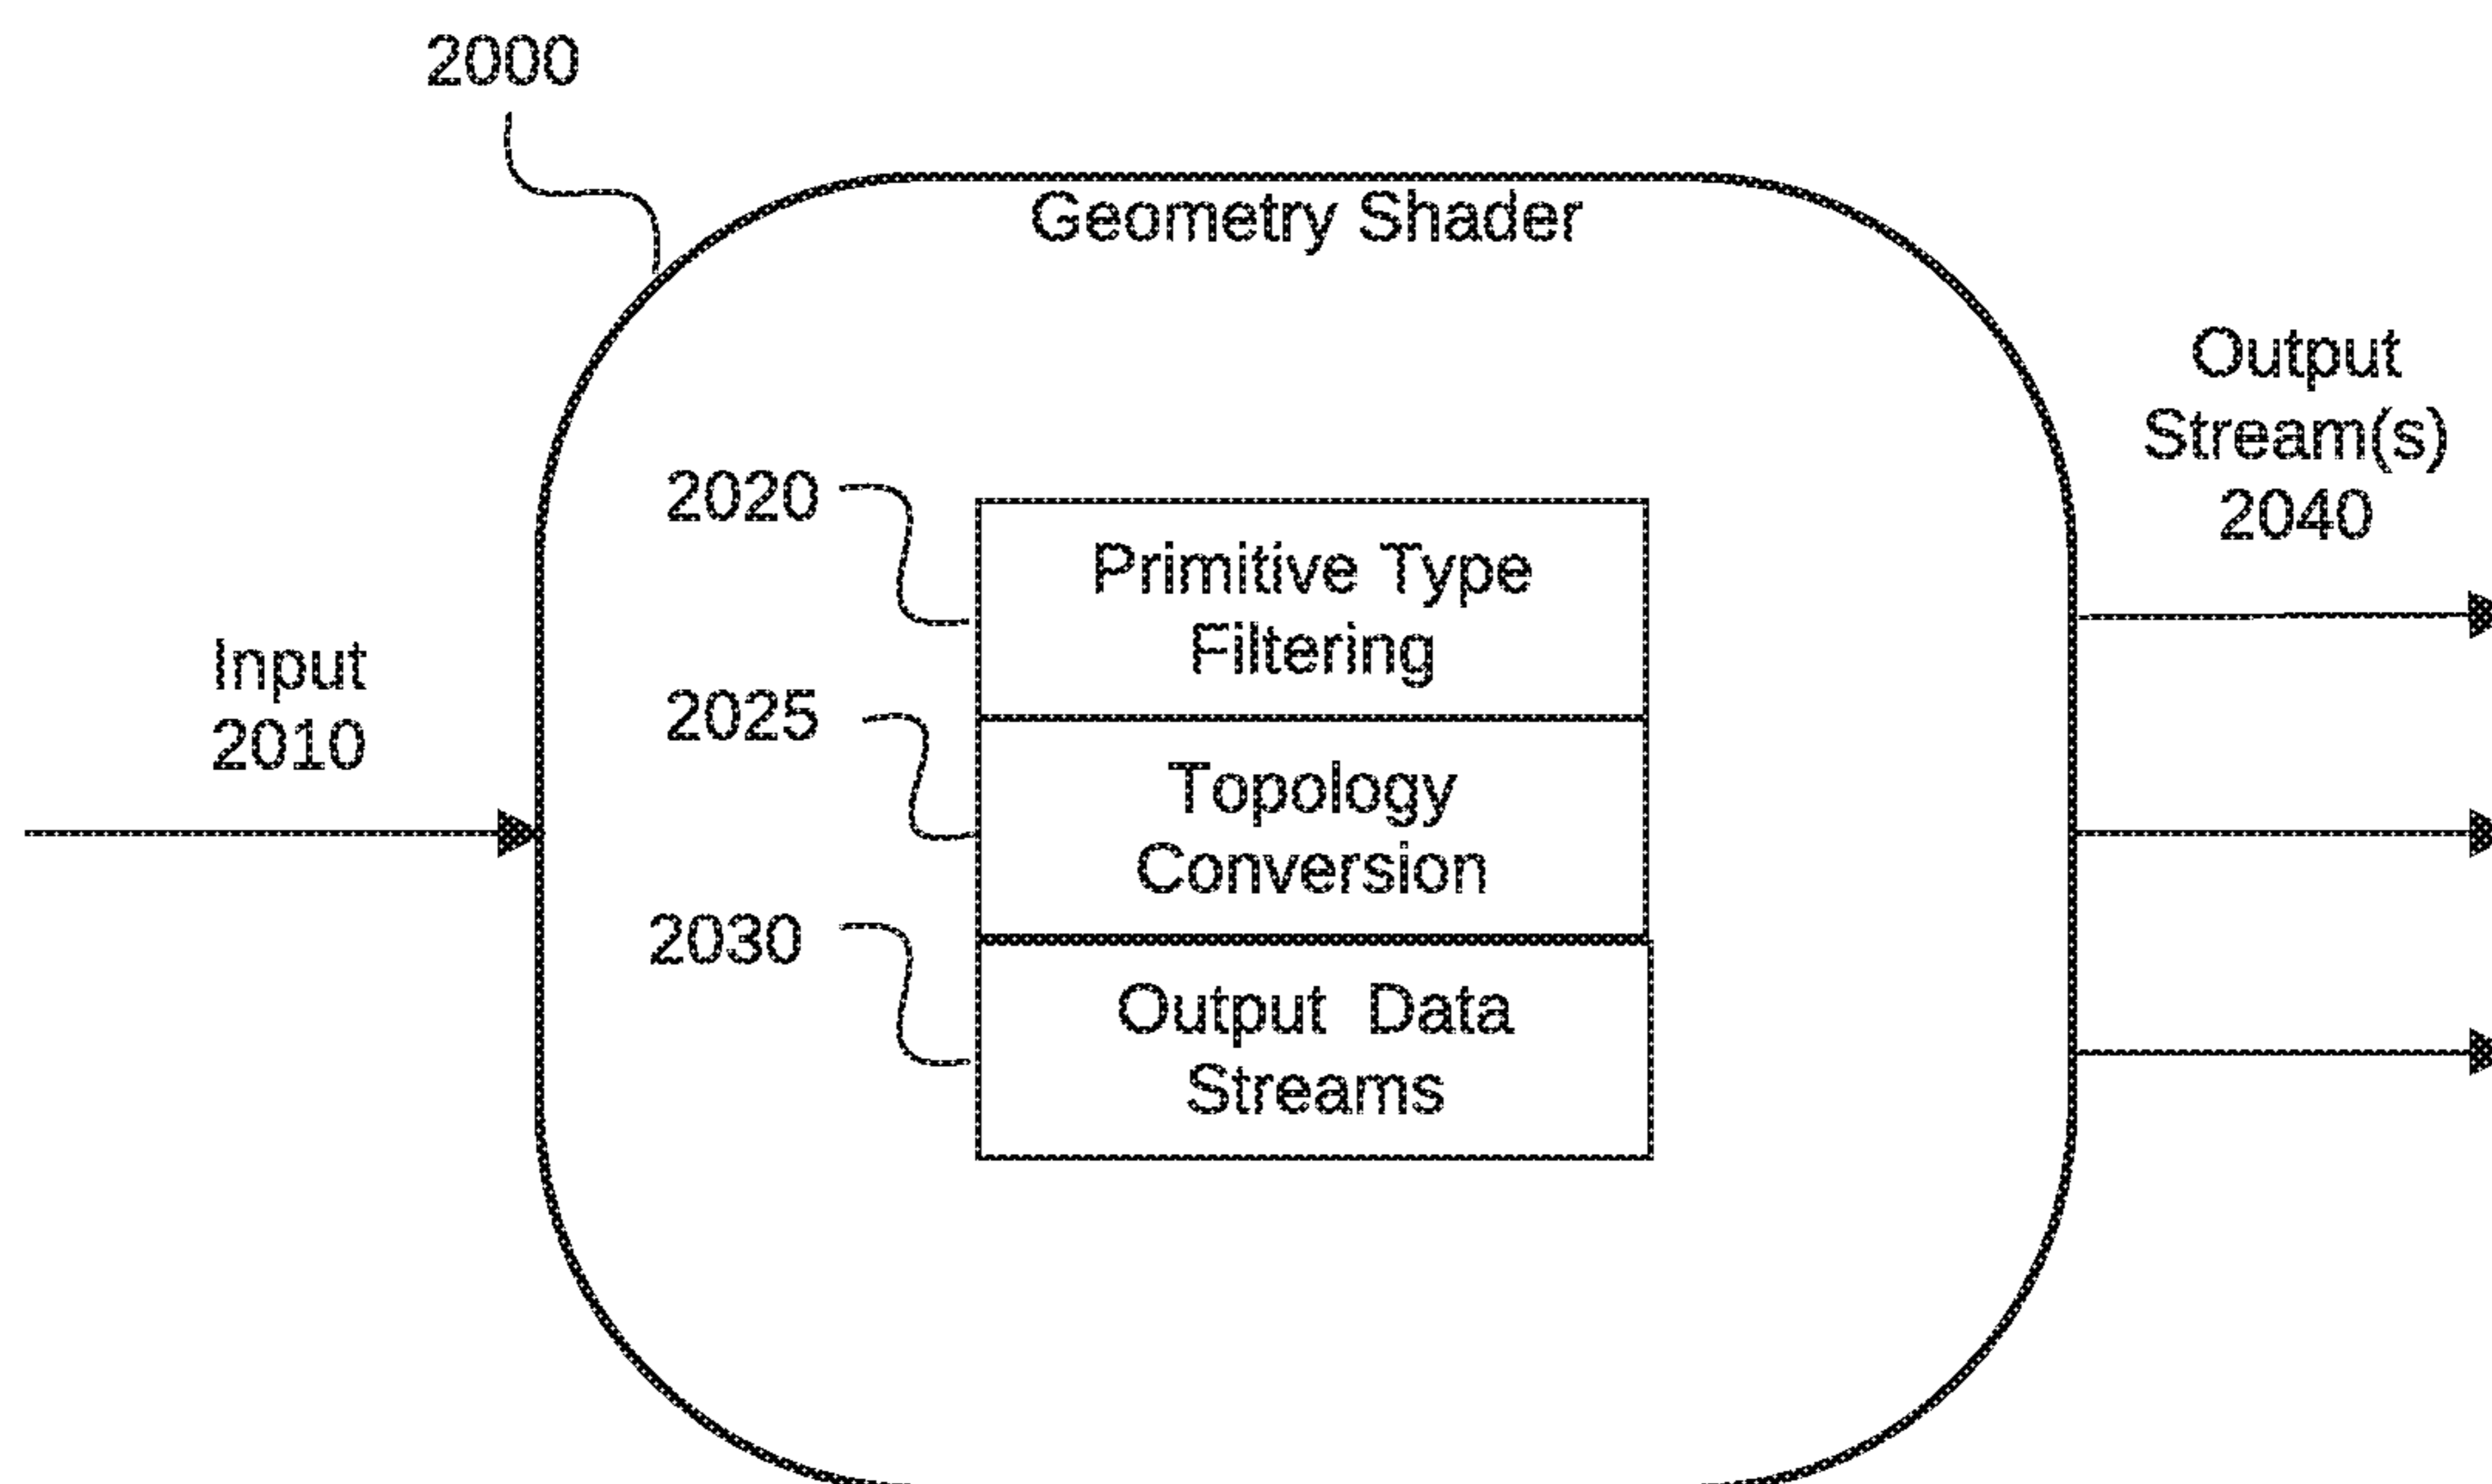 2000
Geometry Shader
Output
Stream(s)
2040
2020
Primitive Type
Filtering
Input
2010
2025
Topology
Conversion
2030
Output Data
Streams